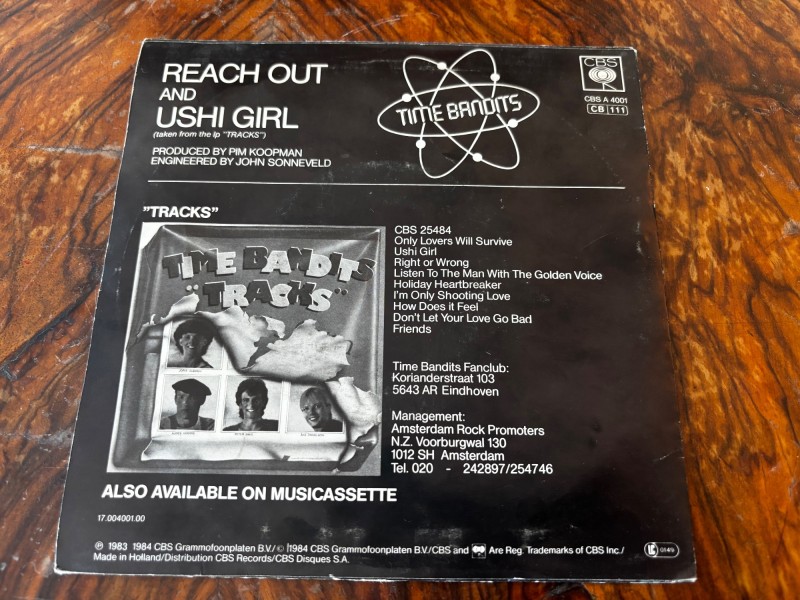 REACH OUT
AND
USHI GIRL
(taken from the lp "TRACKS")
PRODUCED BY PIM KOOPMAN
ENGINEERED BY JOHN SONNEVELD
TIME BANDITS
CBS
CBS A 4001
CB 111
"TRACKS"
TIME BANDITS
"TRACKS"
CBS 25484
Only Lovers Will Survive
Ushi Girl
Right or Wrong
Listen To The Man With The Golden Voice
Holiday Heartbreaker
I'm Only Shooting Love
How Does it Feel
Don't Let Your Love Go Bad
Friends
Time Bandits Fanclub:
Korianderstraat 103
5643 AR Eindhoven
Management:
Amsterdam Rock Promoters
N.Z. Voorburgwal 130
1012 SH Amsterdam
Tel. 020 - 242897/254746
ALSO AVAILABLE ON MUSICASSETTE
17.004001.00
℗ 1983 1984 CBS Grammofoonplaten B.V./© 1984 CBS Grammofoonplaten B.V./CBS and Are Reg. Trademarks of CBS Inc./
Made in Holland/Distribution CBS Records/CBS Disques S.A.